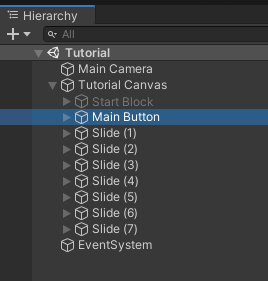 Hierarchy
All
Tutorial
Main Camera
Tutorial Canvas
Start Block
Main Button
Slide (1)
Slide (2)
Slide (3)
Slide (4)
Slide (5)
Slide (6)
Slide (7)
EventSystem